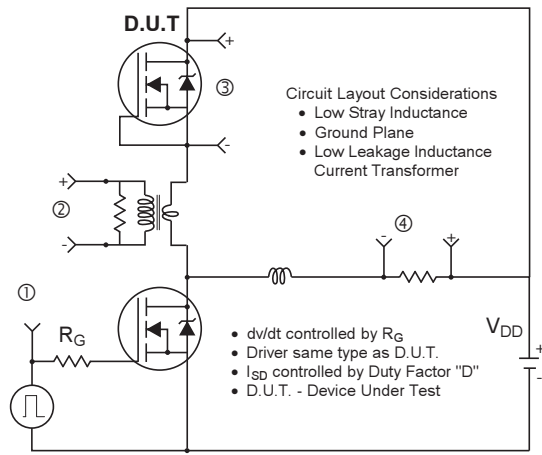 D.U.T
+
③
-
Circuit Layout Considerations
• Low Stray Inductance
• Ground Plane
• Low Leakage Inductance
Current Transformer
+
②
-
④
- +
①
RG
• dv/dt controlled by RG
• Driver same type as D.U.T.
• ISD controlled by Duty Factor "D"
• D.U.T. - Device Under Test
VDD
+
-